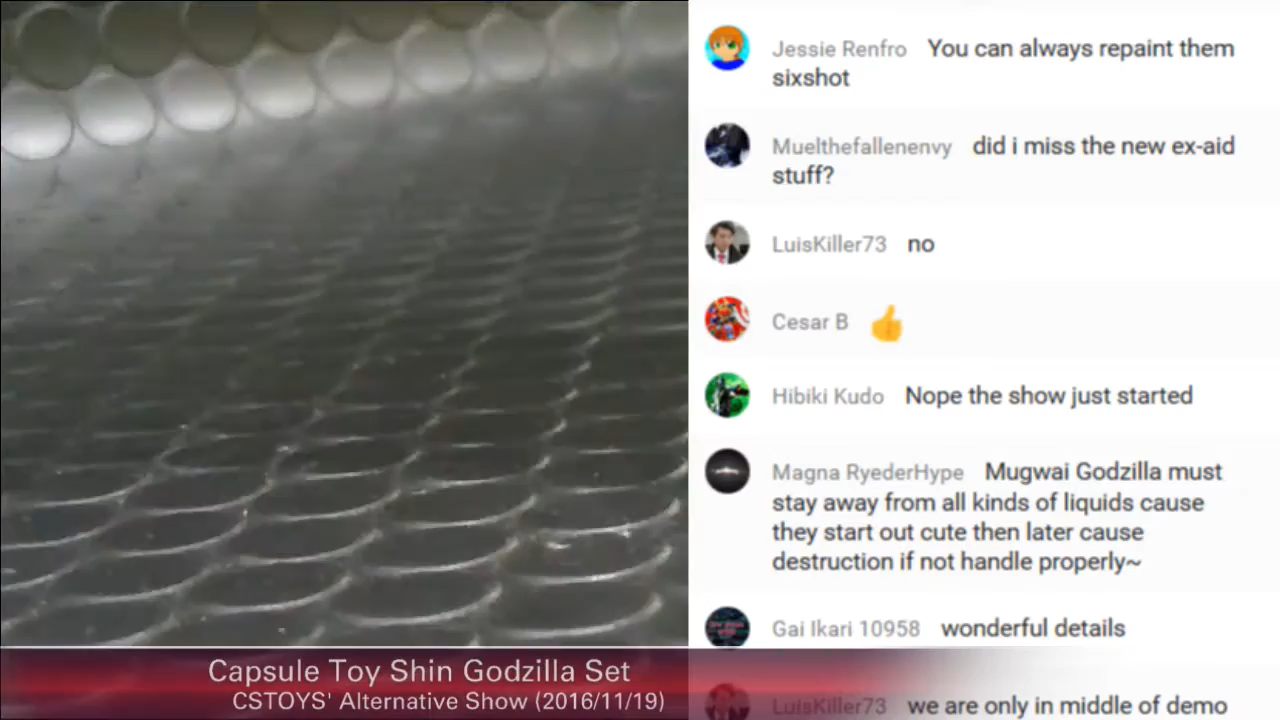 Jessie Renfro You can always repaint them
sixshot
Muelthefallenenvy did i miss the new ex-aid
stuff?
LuisKiller73 no
Cesar B 👍
Hibiki Kudo Nope the show just started
Magna RyederHype Mugwai Godzilla must
stay away from all kinds of liquids cause
they start out cute then later cause
destruction if not handle properly~
Gai Ikari 10958 wonderful details
LuisKiller73 we are only in middle of demo
Capsule Toy Shin Godzilla Set
CSTOYS' Alternative Show (2016/11/19)